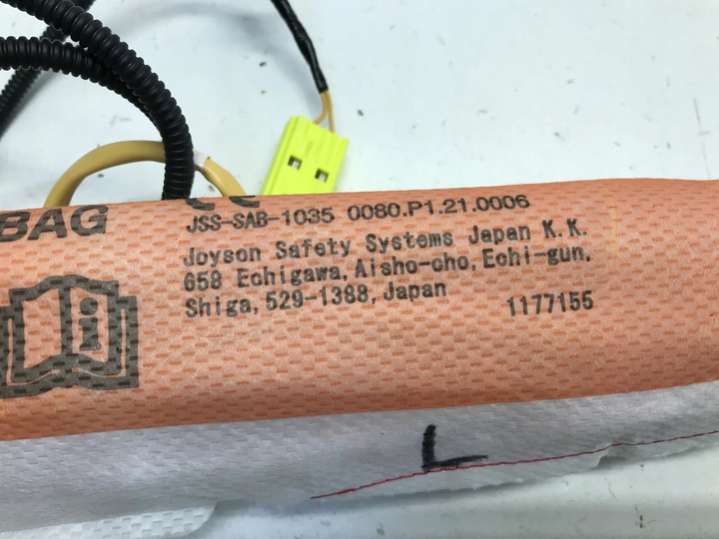 BAG
JSS-SAB-1035 0080.P1.21.0006
Joyson Safety Systems Japan K.K.
658 Echigawa, Aisho-cho, Echi-gun,
Shiga, 529-1388, Japan 1177155
i
L